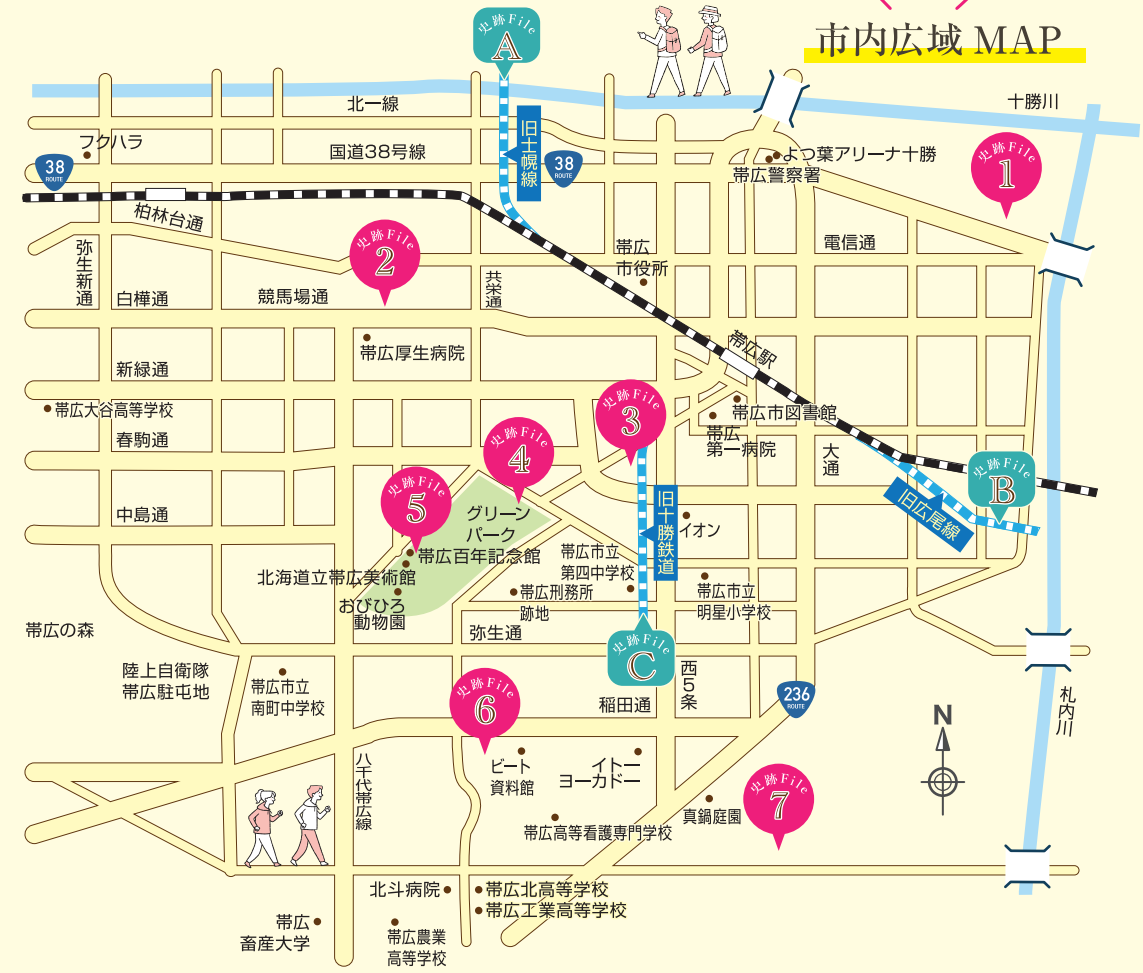 史跡File
A
市内広域 MAP
北一線
十勝川
フクハラ
国道38号線
旧士幌線
38
ROUTE
38
ROUTE
よつ葉アリーナ十勝
帯広警察署
史跡File
1
柏林台通
史跡File
2
弥生新通
共栄通
帯広
市役所
電信通
白樺通
競馬場通
帯広厚生病院
帯広駅
新緑通
帯広大谷高等学校
史跡File
3
帯広市図書館
帯広
第一病院
春駒通
史跡File
4
大通
史跡File
B
史跡File
5
旧広尾線
中島通
グリーン
パーク
旧十勝鉄道
イオン
帯広百年記念館
帯広市立
第四中学校
北海道立帯広美術館
おびひろ
動物園
帯広刑務所
跡地
帯広市立
明星小学校
帯広の森
弥生通
史跡File
C
陸上自衛隊
帯広駐屯地
帯広市立
南町中学校
史跡File
6
稲田通
西5条
236
ROUTE
札内川
N
八千代帯広線
ビート
資料館
イトー
ヨーカドー
史跡File
7
真鍋庭園
帯広高等看護専門学校
北斗病院
帯広北高等学校
帯広工業高等学校
帯広
畜産大学
帯広農業
高等学校